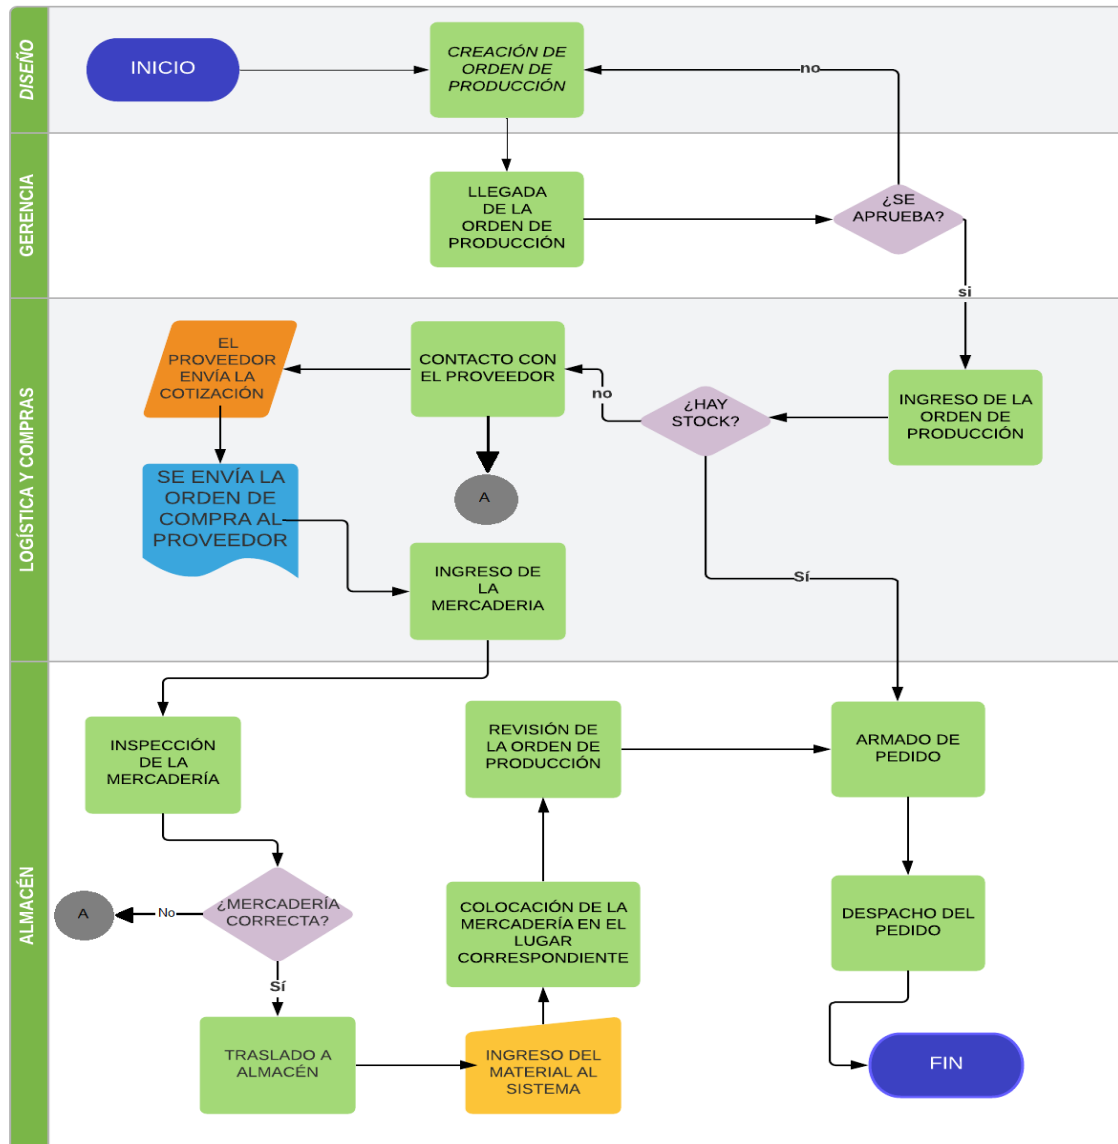 DISEÑO
INICIO
CREACIÓN DE
ORDEN DE
PRODUCCIÓN
no
GERENCIA
LLEGADA
DE LA
ORDEN DE
PRODUCCIÓN
¿SE
APRUEBA?
si
LOGÍSTICA Y COMPRAS
EL
PROVEEDOR
ENVÍA LA
COTIZACIÓN
CONTACTO CON
EL PROVEEDOR
no
¿HAY
STOCK?
INGRESO DE LA
ORDEN DE
PRODUCCIÓN
SE ENVÍA LA
ORDEN DE
COMPRA AL
PROVEEDOR
A
INGRESO DE
LA
MERCADERIA
Sí
ALMACÉN
INSPECCIÓN
DE LA
MERCADERÍA
REVISIÓN DE
LA ORDEN DE
PRODUCCIÓN
ARMADO DE
PEDIDO
A
No
¿MERCADERÍA
CORRECTA?
COLOCACIÓN DE LA
MERCADERÍA EN EL
LUGAR
CORRESPONDIENTE
DESPACHO DEL
PEDIDO
Sí
TRASLADO A
ALMACÉN
INGRESO DEL
MATERIAL AL
SISTEMA
FIN